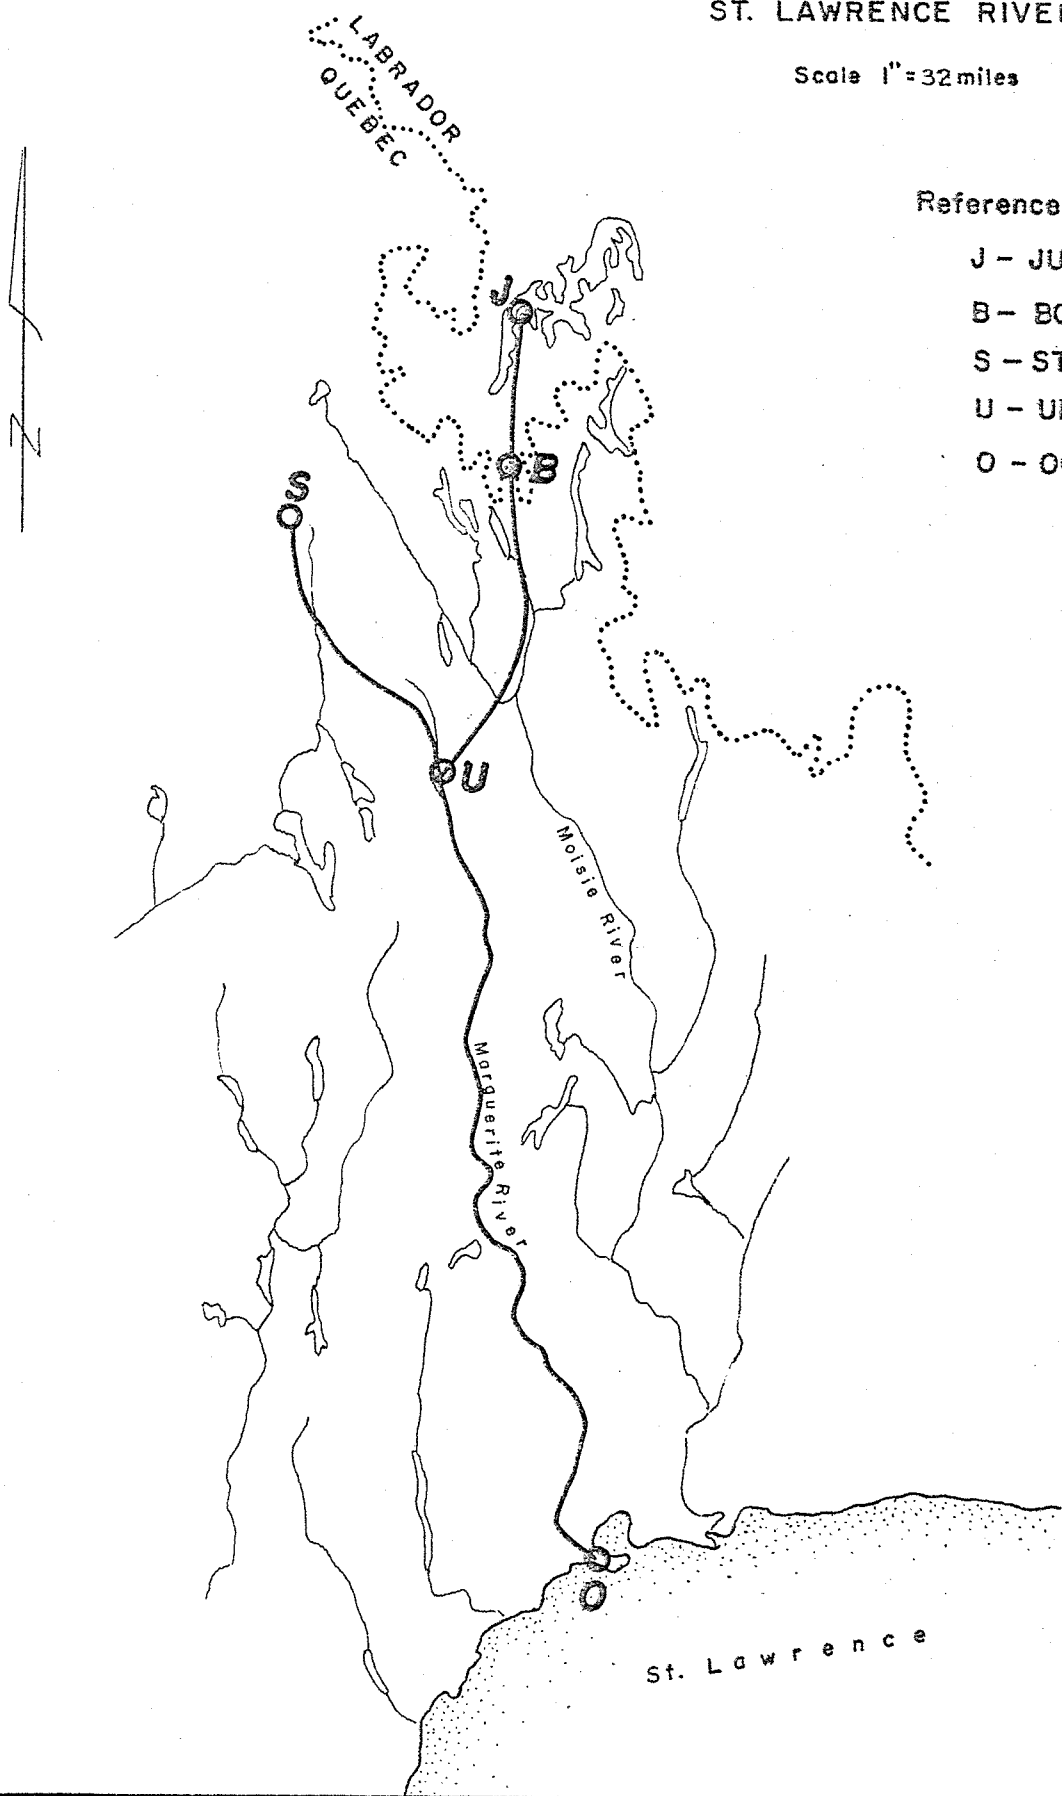 ST. LAWRENCE RIVE
Scale 1" = 32 miles
LABRADOR
QUEBEC
Reference
J - JU
B - BO
S - ST
U - U
O - O
J
B
S
U
Moisie River
Marguerite River
O
St. Lawrence
N